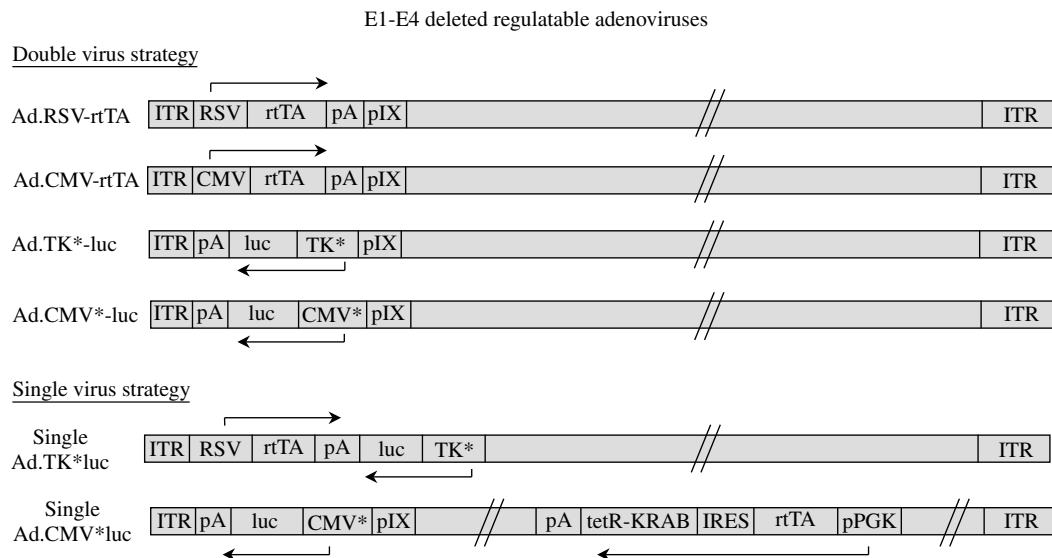 E1-E4 deleted regulatable adenoviruses
Double virus strategy
Ad.RSV-rtTA ITR RSV rtTA pA pIX ITR
Ad.CMV-rtTA ITR CMV rtTA pA pIX ITR
Ad.TK*-luc ITR pA luc TK* pIX ITR
Ad.CMV*-luc ITR pA luc CMV* pIX ITR
Single virus strategy
Single
Ad.TK*luc ITR RSV rtTA pA luc TK* ITR
Single
Ad.CMV*luc ITR pA luc CMV* pIX pA tetR-KRAB IRES rtTA pPGK ITR